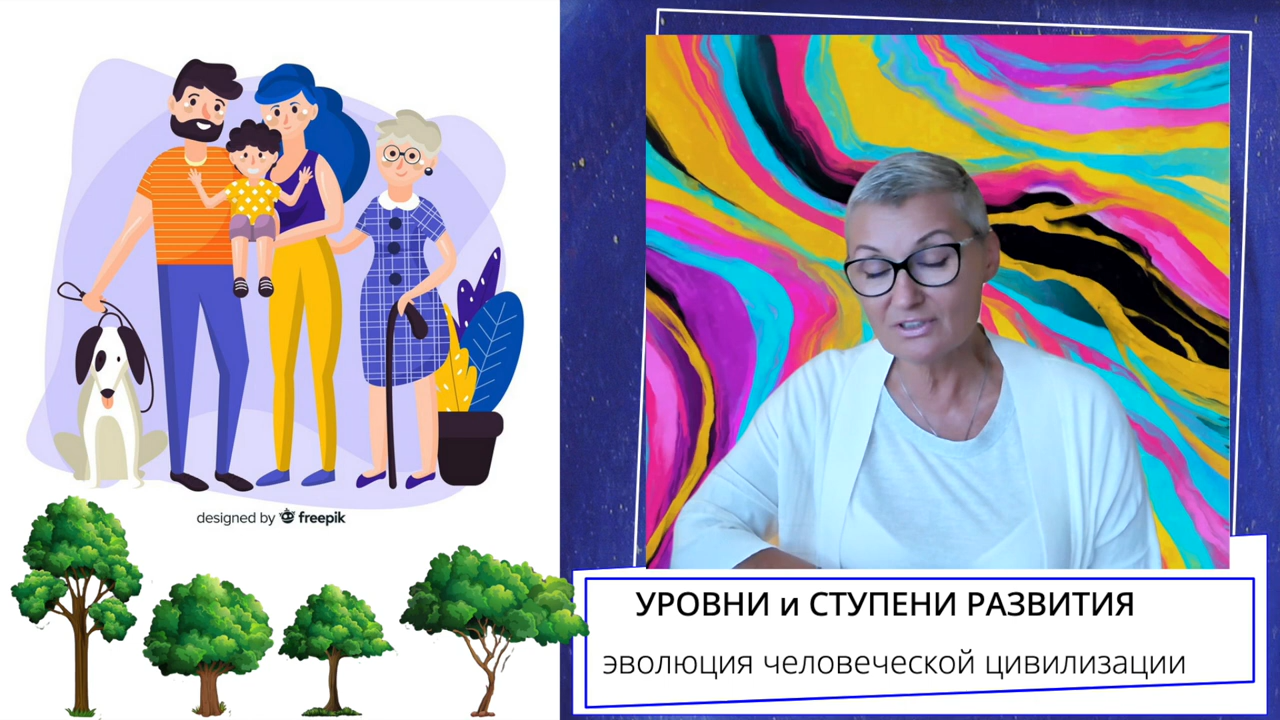 designed by freepik
УРОВНИ и СТУПЕНИ РАЗВИТИЯ
эволюция человеческой цивилизации